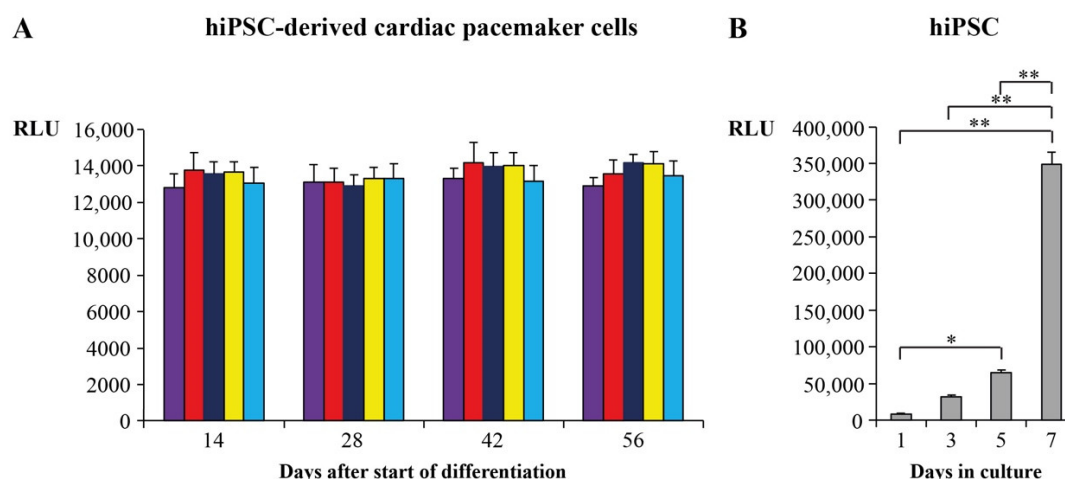 A
hiPSC-derived cardiac pacemaker cells
RLU
16,000
14,000
12,000
10,000
8000
6000
4000
2000
0
14 28 42 56
Days after start of differentiation
B
hiPSC
**
**
**
RLU
400,000
350,000
300,000
250,000
200,000
150,000
100,000
*
50,000
0
1 3 5 7
Days in culture